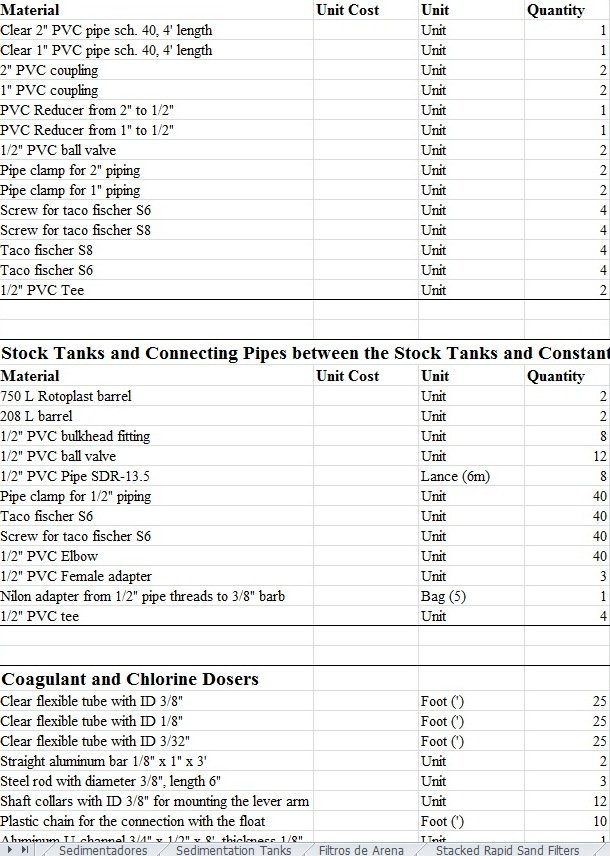 Material Unit Cost Unit Quantity
Clear 2" PVC pipe sch. 40, 4' length Unit 1
Clear 1" PVC pipe sch. 40, 4' length Unit 1
2" PVC coupling Unit 2
1" PVC coupling Unit 2
PVC Reducer from 2" to 1/2" Unit 1
PVC Reducer from 1" to 1/2" Unit 1
1/2" PVC ball valve Unit 2
Pipe clamp for 2" piping Unit 2
Pipe clamp for 1" piping Unit 2
Screw for taco fischer S6 Unit 4
Screw for taco fischer S8 Unit 4
Taco fischer S8 Unit 4
Taco fischer S6 Unit 4
1/2" PVC Tee Unit 2
Stock Tanks and Connecting Pipes between the Stock Tanks and Constant
Material Unit Cost Unit Quantity
750 L Rotoplast barrel Unit 2
208 L barrel Unit 2
1/2" PVC bulkhead fitting Unit 8
1/2" PVC ball valve Unit 12
1/2" PVC Pipe SDR-13.5 Lance (6m) 8
Pipe clamp for 1/2" piping Unit 40
Taco fischer S6 Unit 40
Screw for taco fischer S6 Unit 40
1/2" PVC Elbow Unit 40
1/2" PVC Female adapter Unit 3
Nilon adapter from 1/2" pipe threads to 3/8" barb Bag (5) 1
1/2" PVC tee Unit 4
Coagulant and Chlorine Dosers
Clear flexible tube with ID 3/8" Foot (') 25
Clear flexible tube with ID 1/8" Foot (') 25
Clear flexible tube with ID 3/32" Foot (') 25
Straight aluminum bar 1/8" x 1" x 3' Unit 2
Steel rod with diameter 3/8", length 6" Unit 3
Shaft collars with ID 3/8" for mounting the lever arm Unit 12
Plastic chain for the connection with the float Foot (') 10
Aluminum U-channel 3/4" x 1/2" x 8', thickness 1/8" Unit 1
Sedimentadores Sedimentation Tanks Filtros de Arena Stacked Rapid Sand Filters